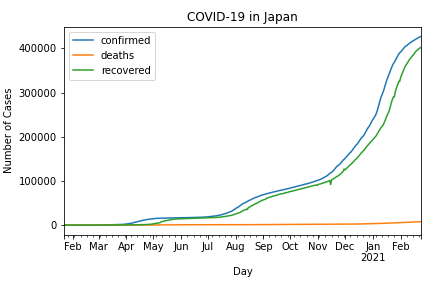 COVID-19 in Japan
confirmed
deaths
recovered
Number of Cases
400000
300000
200000
100000
0
Feb Mar Apr May Jun Jul Aug Sep Oct Nov Dec Jan Feb
2021
Day